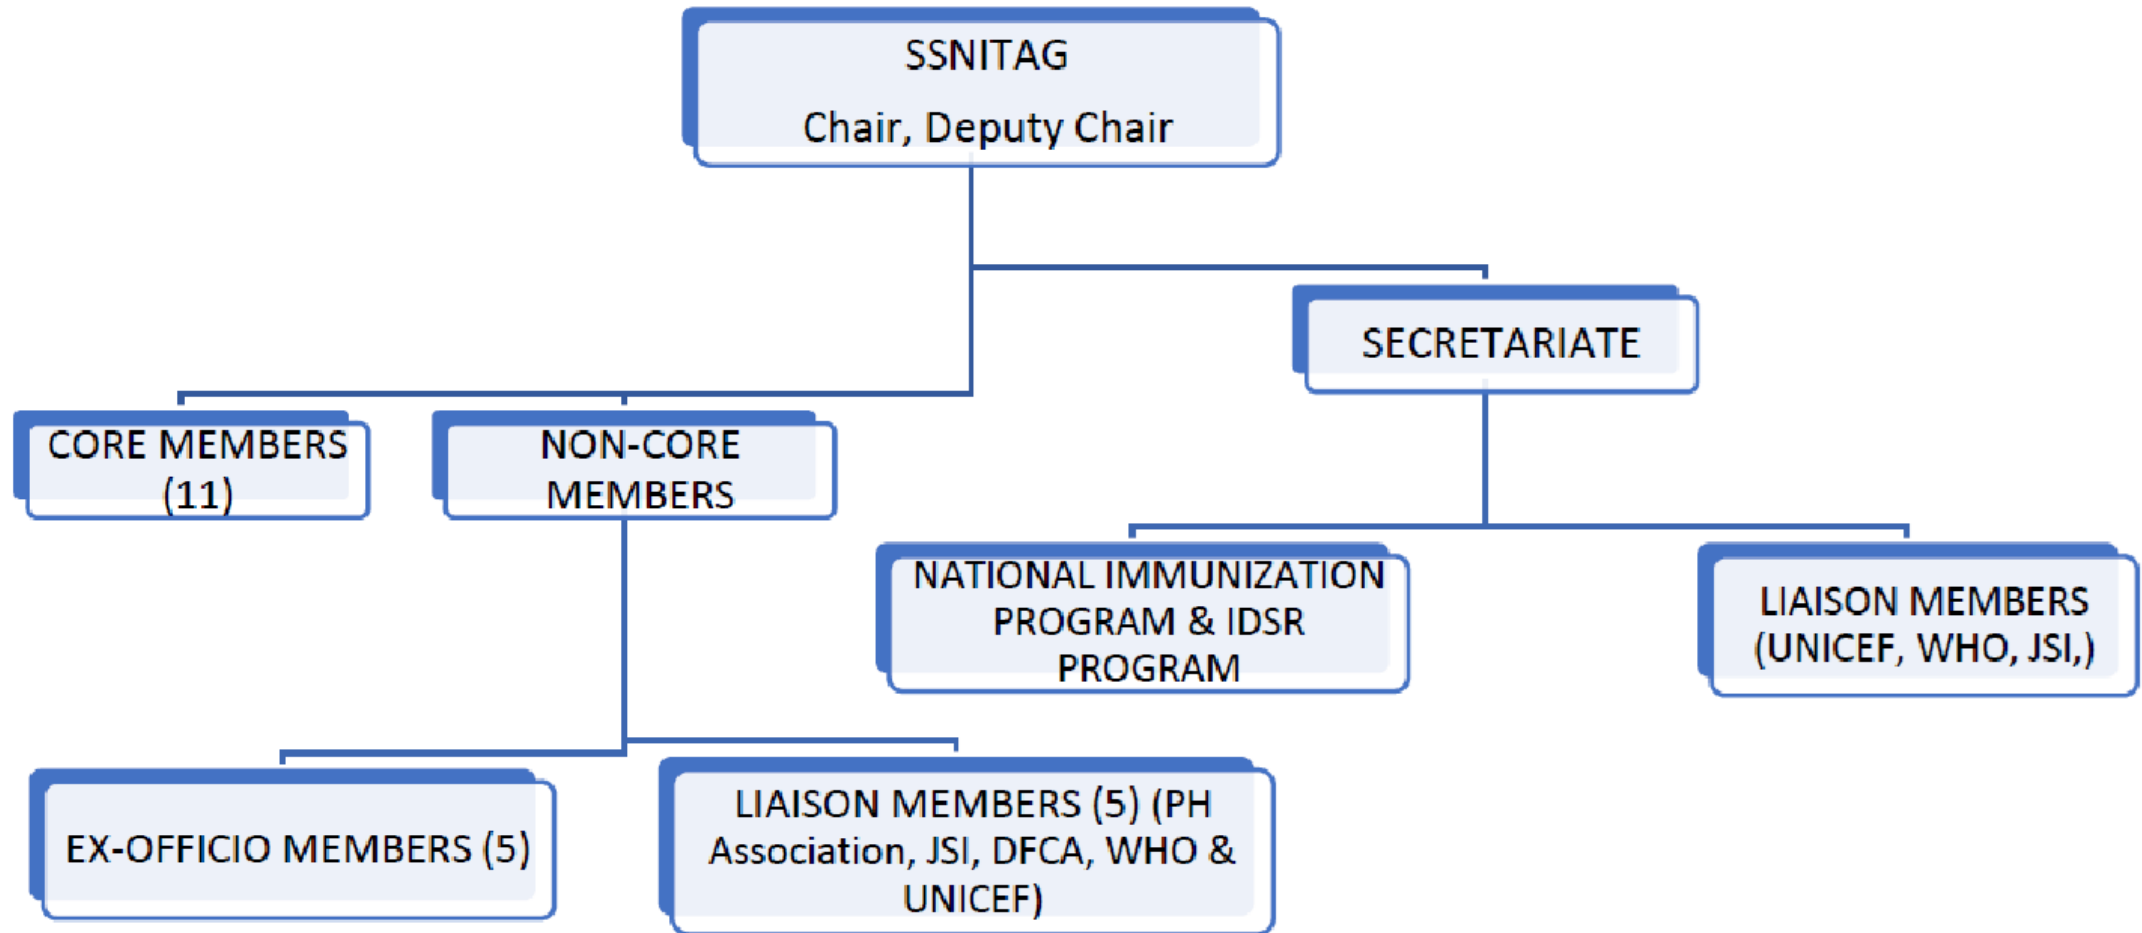 SSNITAG
Chair, Deputy Chair
SECRETARIATE
CORE MEMBERS
(11)
NON-CORE
MEMBERS
NATIONAL IMMUNIZATION
PROGRAM & IDSR
PROGRAM
LIAISON MEMBERS
(UNICEF, WHO, JSI,)
EX-OFFICIO MEMBERS (5)
LIAISON MEMBERS (5) (PH
Association, JSI, DFCA, WHO &
UNICEF)